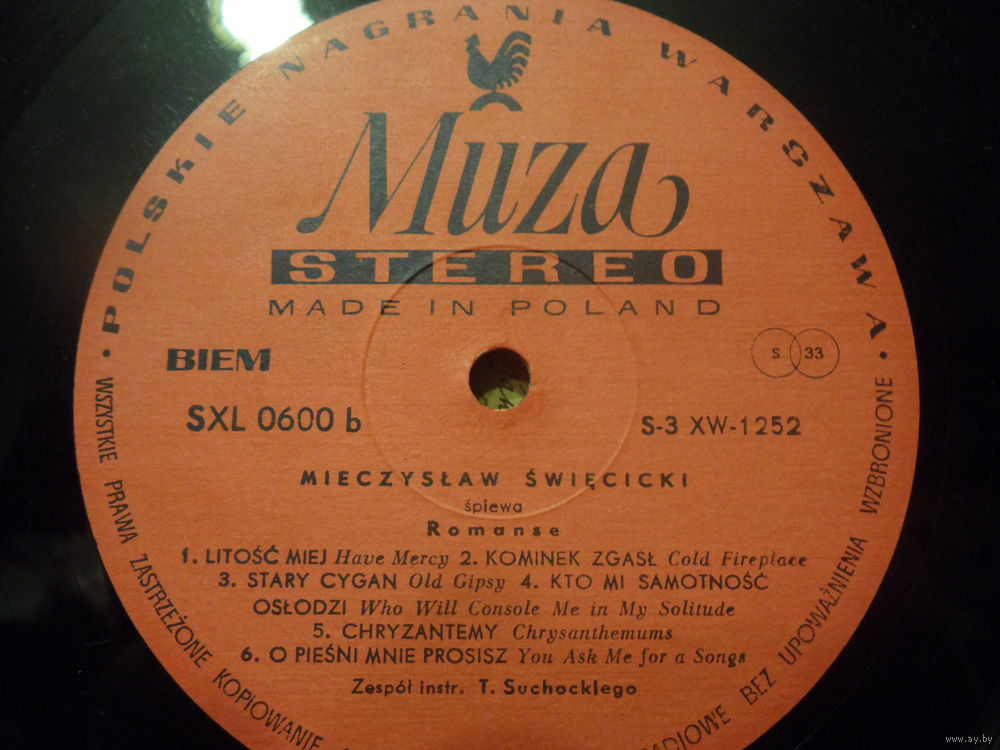 • POLSKIE NAGRANIA WARSZAWA •
Muza
STEREO
MADE IN POLAND
BIEM
S 33
SXL 0600 b
S-3 XW-1252
MIECZYSŁAW ŚWIĘCICKI
śpiewa
Romanse
1. LITOŚĆ MIEJ Have Mercy 2. KOMINEK ZGASŁ Cold Fireplace
3. STARY CYGAN Old Gipsy 4. KTO MI SAMOTNOŚĆ
OSŁODZI Who Will Console Me in My Solitude
5. CHRYZANTEMY Chrysanthemums
6. O PIEŚNI MNIE PROSISZ You Ask Me for a Songs
Zespół instr. T. Suchockiego
WSZYSTKIE PRAWA ZASTRZEŻONE KOPIOWANIE
BEZ UPOWAŻNIENIA WZBRONIONE
www.ay.by